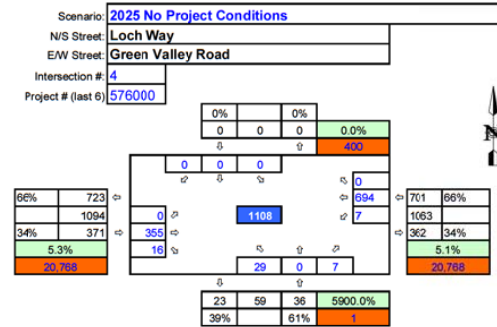 Scenario: 2025 No Project Conditions
N/S Street: Loch Way
E/W Street: Green Valley Road
Intersection #: 4
Project # (last 6) 576000
0% 0%
0 0 0 0.0%
400
N
0 0 0
0
66% 723 694 701 66%
1094 0 1108 7 1063
34% 371 355 362 34%
5.3% 16 5.1%
20,768 29 0 7 20,768
23 59 36 5900.0%
39% 61% 1